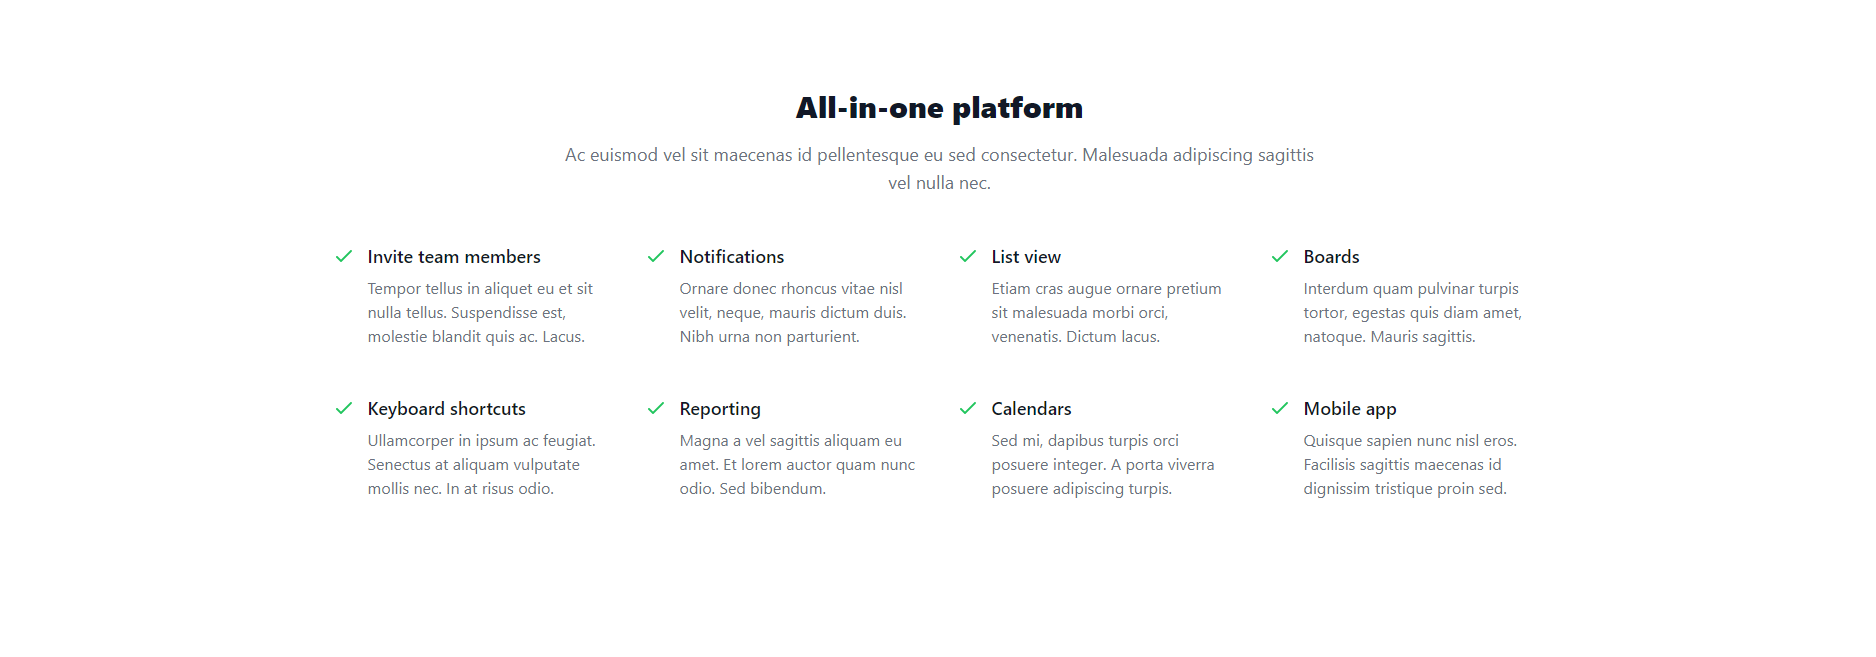 All-in-one platform
Ac euismod vel sit maecenas id pellentesque eu sed consectetur. Malesuada adipiscing sagittis
vel nulla nec.
Invite team members
Tempor tellus in aliquet eu et sit
nulla tellus. Suspendisse est,
molestie blandit quis ac. Lacus.
Notifications
Ornare donec rhoncus vitae nisl
velit, neque, mauris dictum duis.
Nibh urna non parturient.
List view
Etiam cras augue ornare pretium
sit malesuada morbi orci,
venenatis. Dictum lacus.
Boards
Interdum quam pulvinar turpis
tortor, egestas quis diam amet,
natoque. Mauris sagittis.
Keyboard shortcuts
Ullamcorper in ipsum ac feugiat.
Senectus at aliquam vulputate
mollis nec. In at risus odio.
Reporting
Magna a vel sagittis aliquam eu
amet. Et lorem auctor quam nunc
odio. Sed bibendum.
Calendars
Sed mi, dapibus turpis orci
posuere integer. A porta viverra
posuere adipiscing turpis.
Mobile app
Quisque sapien nunc nisl eros.
Facilisis sagittis maecenas id
dignissim tristique proin sed.